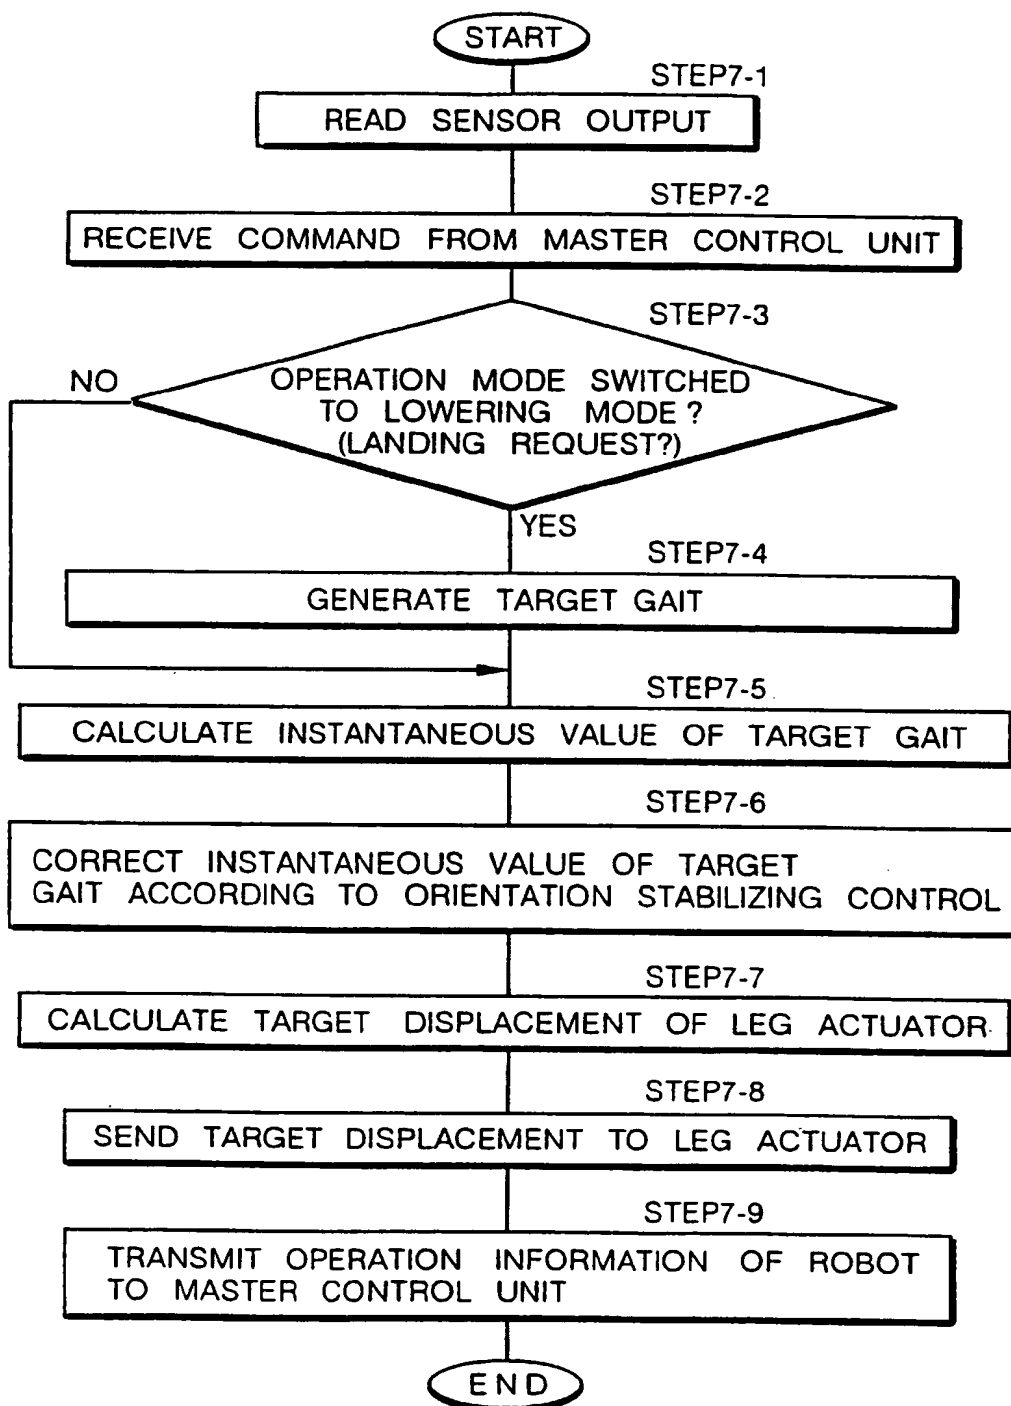 START
STEP7-1
READ SENSOR OUTPUT
STEP7-2
RECEIVE COMMAND FROM MASTER CONTROL UNIT
STEP7-3
NO
OPERATION MODE SWITCHED
TO LOWERING MODE?
(LANDING REQUEST?)
YES
STEP7-4
GENERATE TARGET GAIT
STEP7-5
CALCULATE INSTANTANEOUS VALUE OF TARGET GAIT
STEP7-6
CORRECT INSTANTANEOUS VALUE OF TARGET
GAIT ACCORDING TO ORIENTATION STABILIZING CONTROL
STEP7-7
CALCULATE TARGET DISPLACEMENT OF LEG ACTUATOR
STEP7-8
SEND TARGET DISPLACEMENT TO LEG ACTUATOR
STEP7-9
TRANSMIT OPERATION INFORMATION OF ROBOT
TO MASTER CONTROL UNIT
END